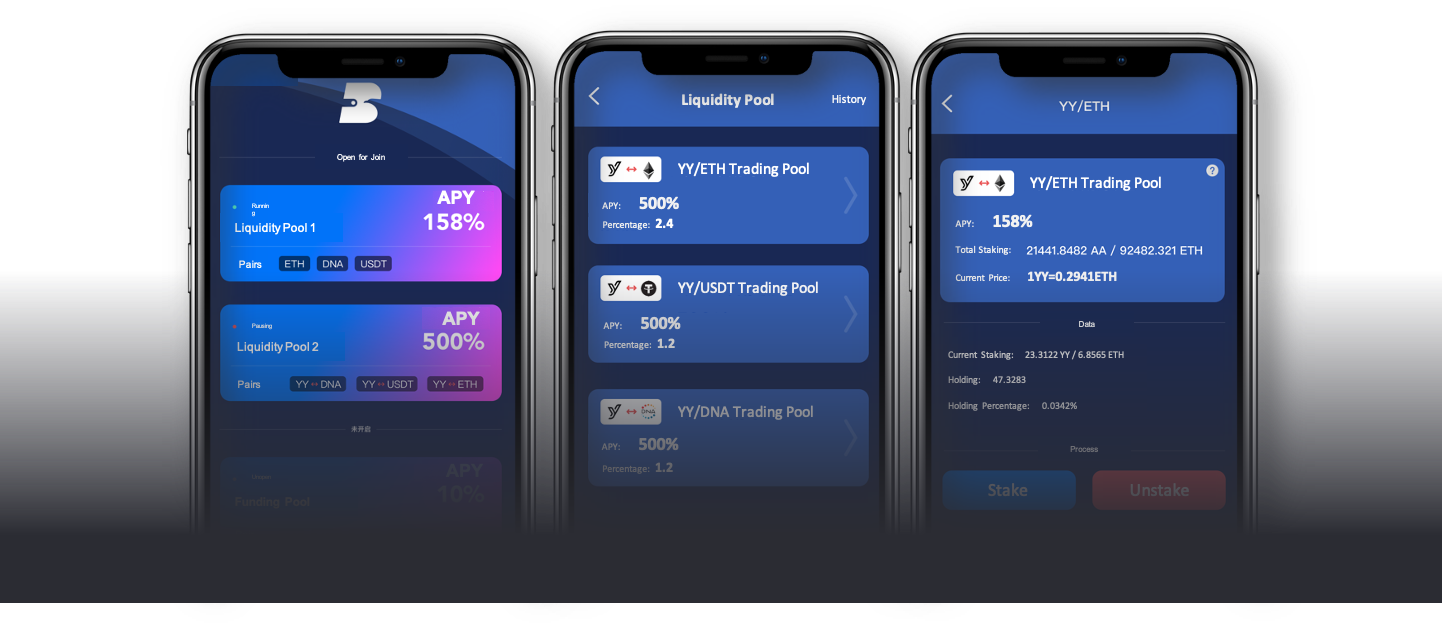 Open for Join
APY
158%
Runnin
g
Liquidity Pool 1
Pairs ETH DNA USDT
APY
500%
Pausing
Liquidity Pool 2
Pairs YY↔DNA YY↔USDT YY↔ETH
未开启
APY
10%
Funding Pool
Liquidity Pool History
YY/ETH Trading Pool
APY: 500%
Percentage: 2.4
YY/USDT Trading Pool
APY: 500%
Percentage: 1.2
DNA
YY/DNA Trading Pool
APY: 500%
Percentage: 1.2
YY/ETH
YY/ETH Trading Pool ?
APY: 158%
Total Staking: 21441.8482 AA / 92482.321 ETH
Current Price: 1YY=0.2941ETH
Data
Current Staking: 23.3122 YY / 6.8565 ETH
Holding: 47.3283
Holding Percentage: 0.0342%
Process
Stake Unstake